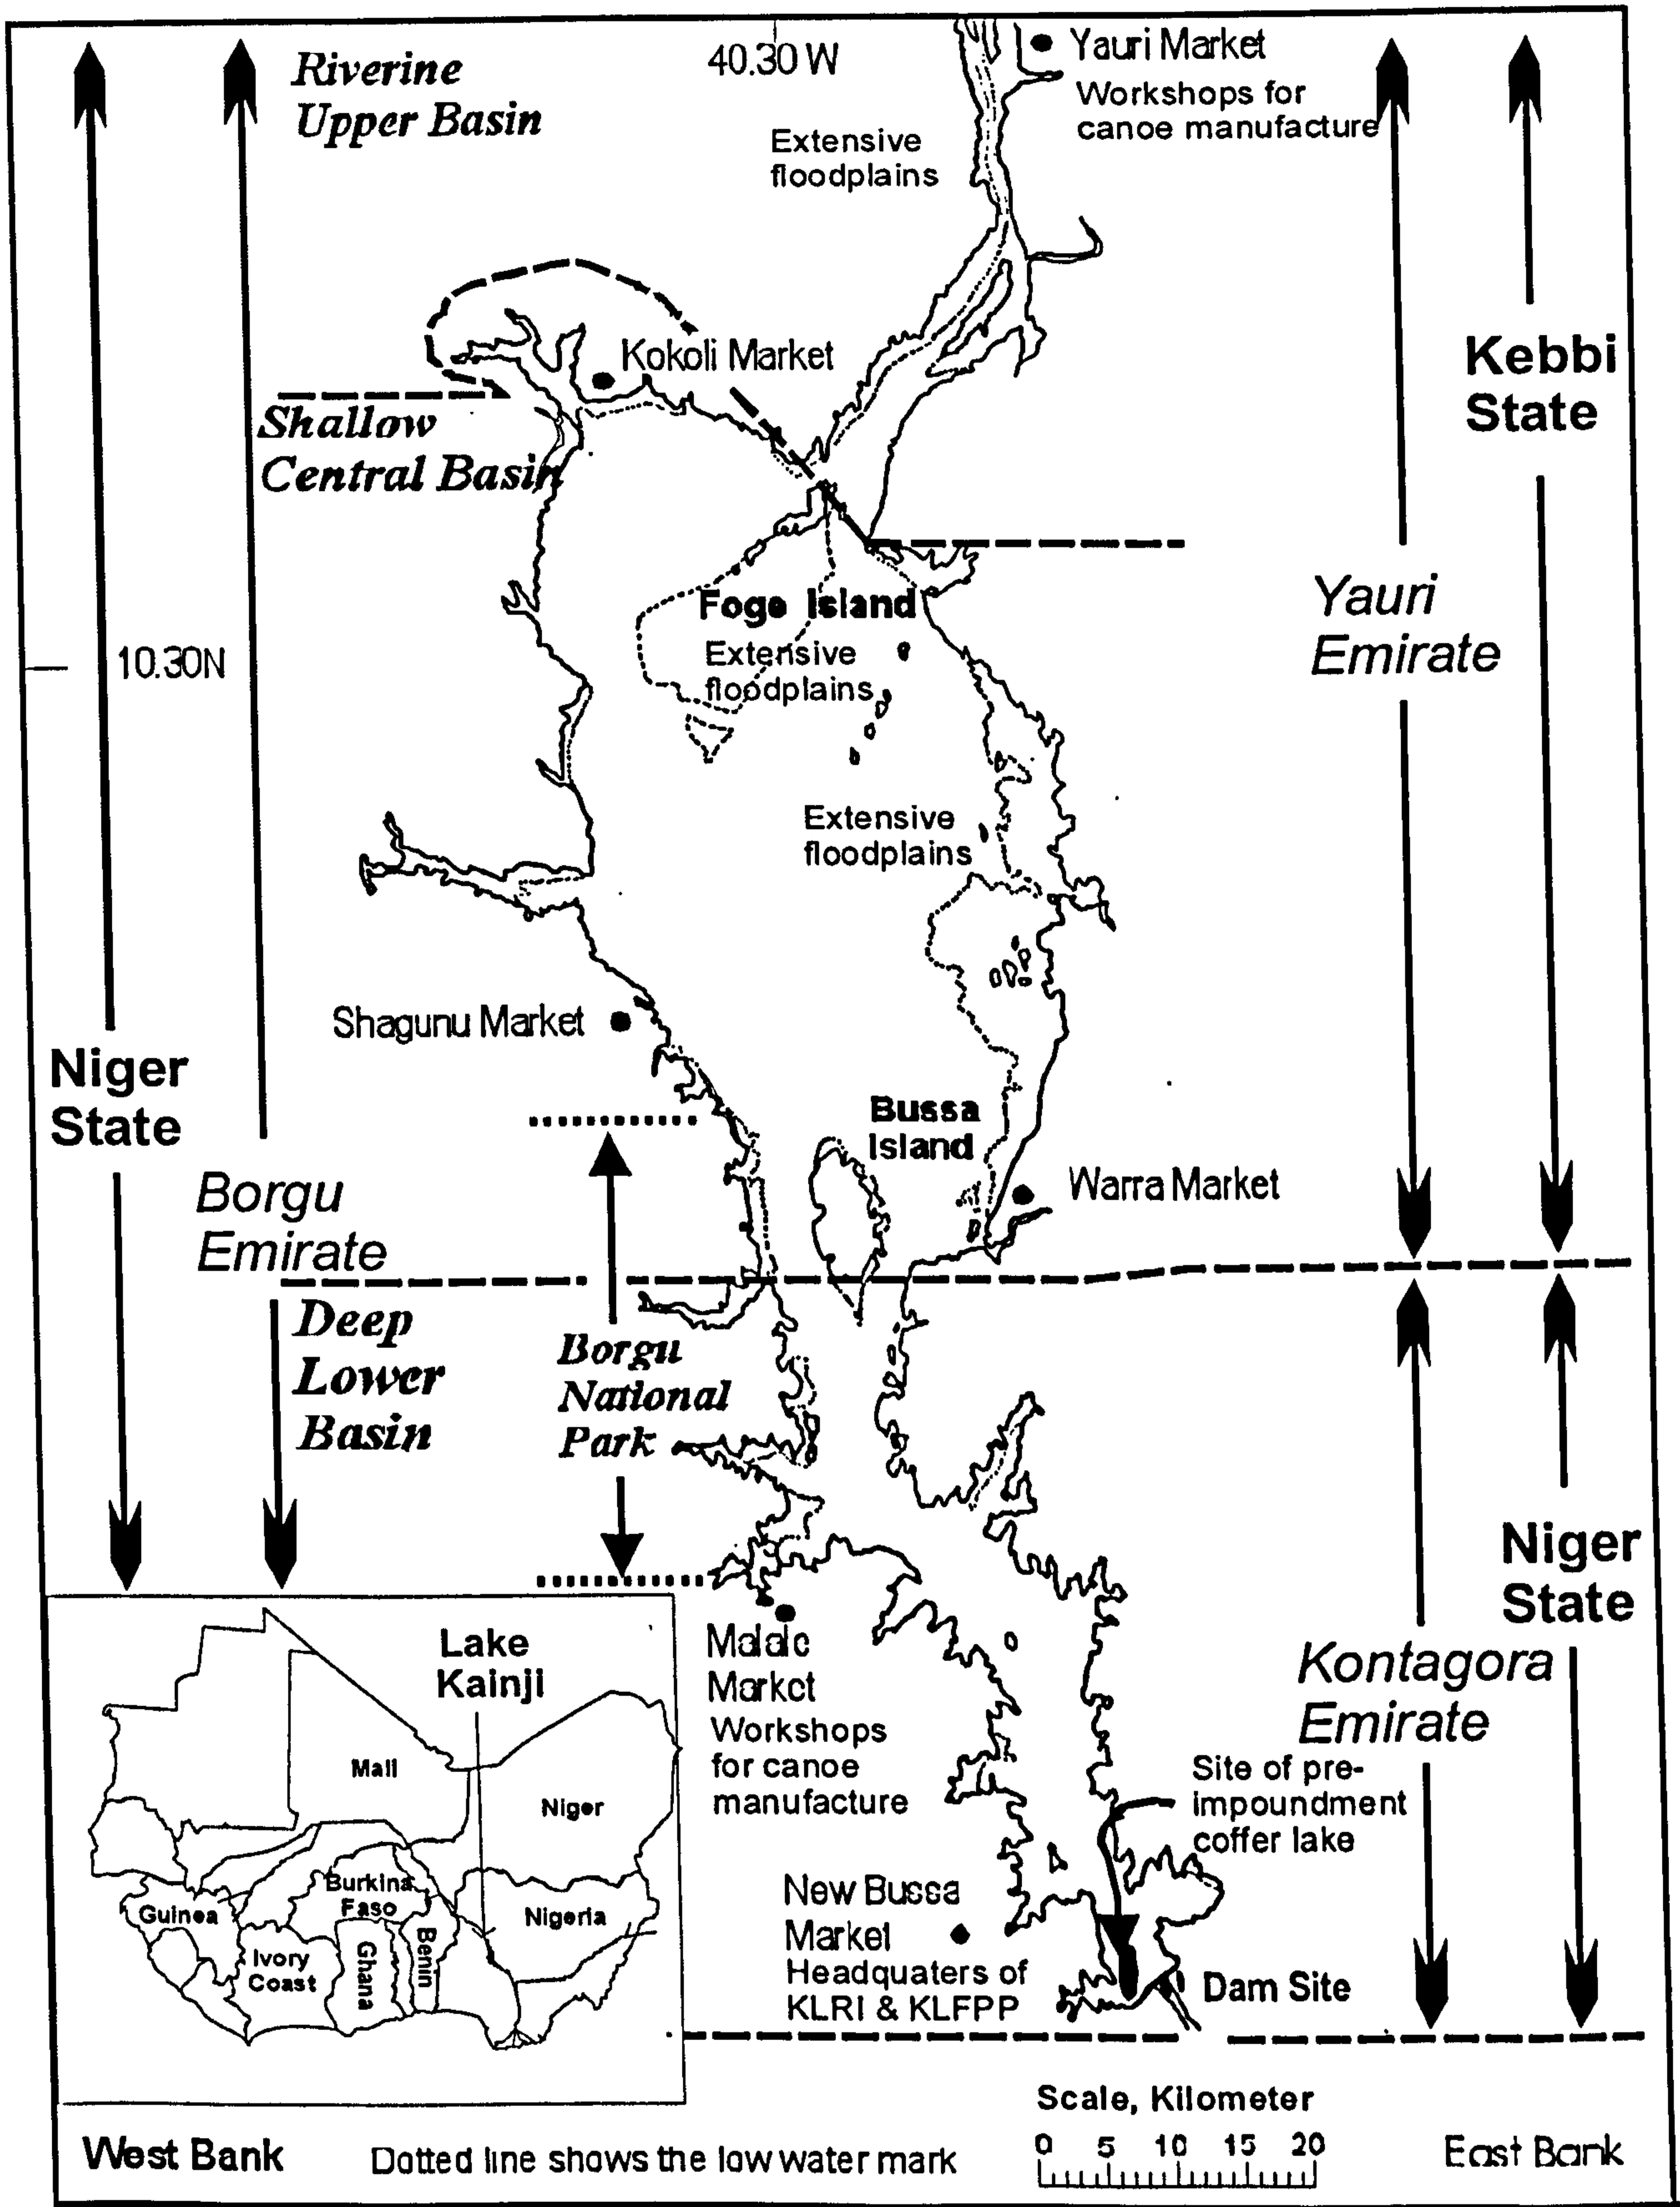 40.30 W
Riverine
Upper Basin
Yauri Market
Workshops for
canoe manufacture
Extensive
floodplains
Kokoli Market
Kebbi
State
Shallow
Central Basin
Foge Island
Extensive
floodplains
10.30N
Yauri
Emirate
Extensive
floodplains
Shagunu Market
Niger
State
Bussa
Island
Warra Market
Borgu
Emirate
Deep
Lower
Basin
Borgu
National
Park
Niger
State
Malale
Market
Workshops
for canoe
manufacture
Kontagora
Emirate
Site of pre-
impoundment
coffer lake
Lake
Kainji
Mali
Niger
Burkina
Faso
Guinea
Ivory
Coast
Ghana
Benin
Nigeria
New Bussa
Market
Headquaters of
KLRI & KLFPP
Dam Site
Scale, Kilometer
0 5 10 15 20
West Bank
Dotted line shows the low water mark
East Bank